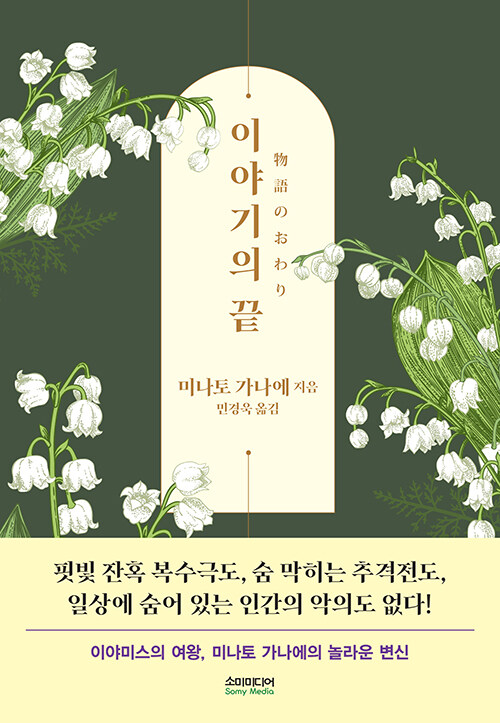 이야기의 끝
物語のおわり
미나토 가나에 지음
민경욱 옮김
핏빛 잔혹 복수극도, 숨 막히는 추격전도,
일상에 숨어 있는 인간의 악의도 없다!
이야미스의 여왕, 미나토 가나에의 놀라운 변신
소미미디어
Somy Media